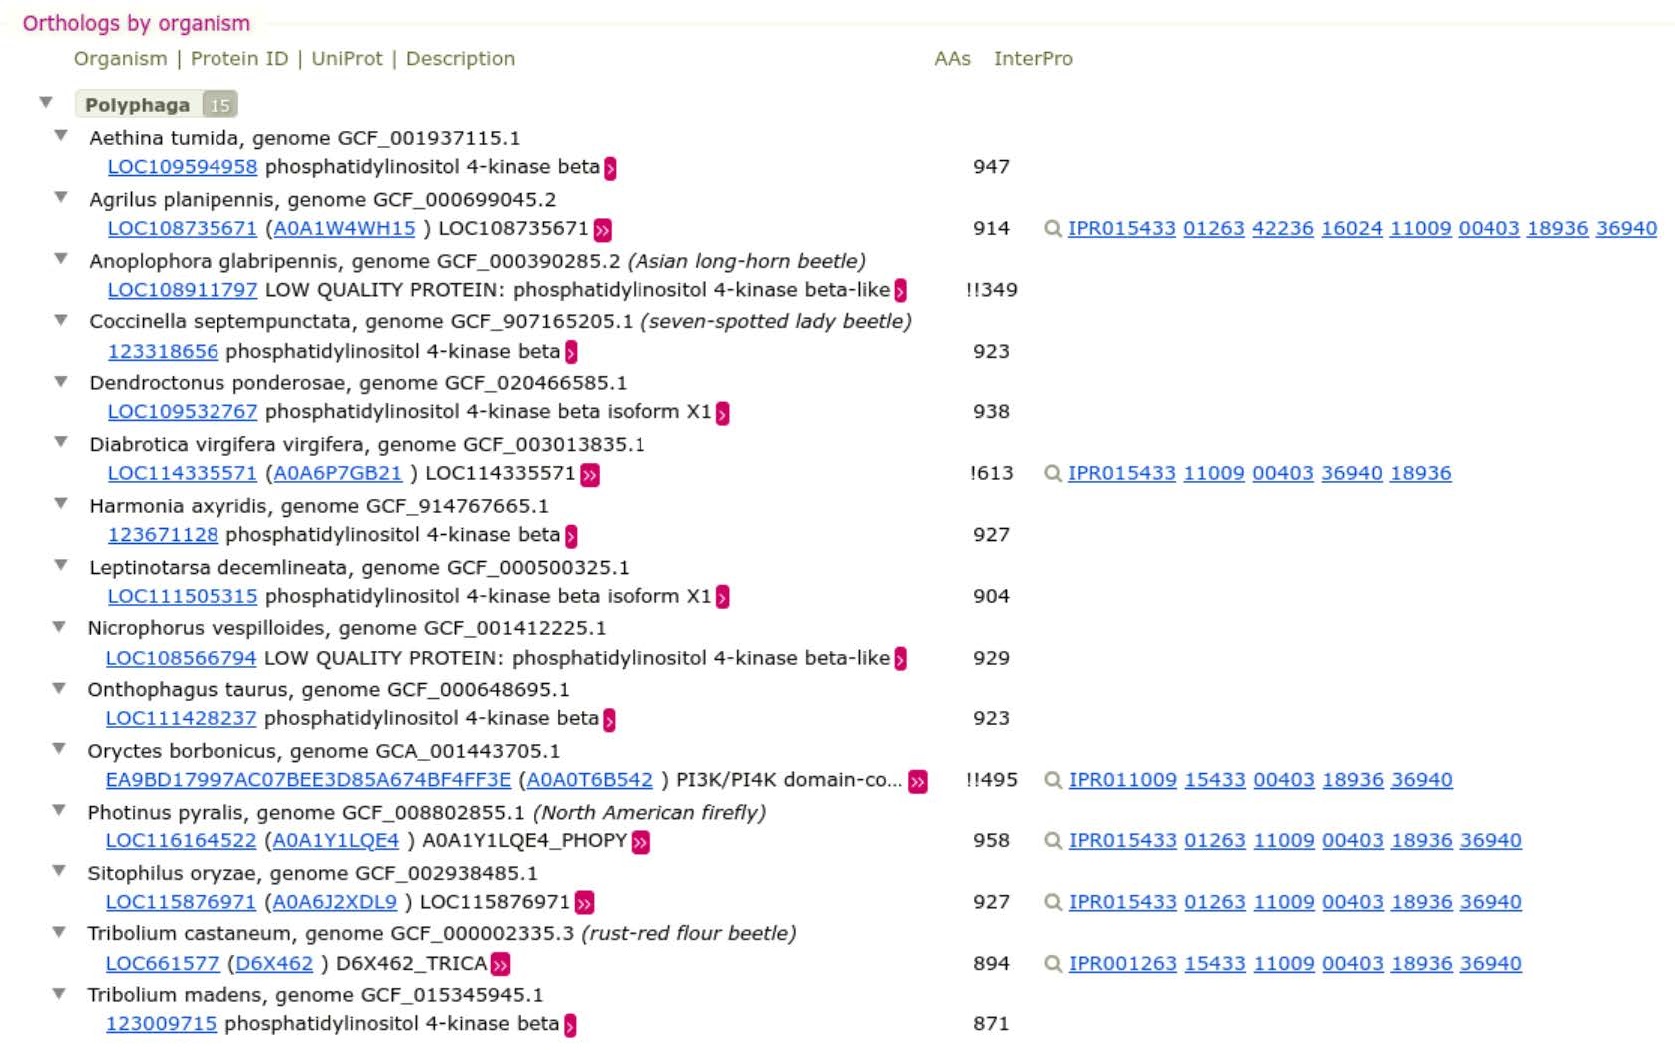 Orthologs by organism
Organism | Protein ID | UniProt | Description AAs InterPro
Polyphaga 15
Aethina tumida, genome GCF_001937115.1
LOC109594958 phosphatidylinositol 4-kinase beta 947
Agrilus planipennis, genome GCF_000699045.2
LOC108735671 (A0A1W4WH15 ) LOC108735671 914 IPR015433 01263 42236 16024 11009 00403 18936 36940
Anoplophora glabripennis, genome GCF_000390285.2 (Asian long-horn beetle)
LOC108911797 LOW QUALITY PROTEIN: phosphatidylinositol 4-kinase beta-like !!349
Coccinella septempunctata, genome GCF_907165205.1 (seven-spotted lady beetle)
123318656 phosphatidylinositol 4-kinase beta 923
Dendroctonus ponderosae, genome GCF_020466585.1
LOC109532767 phosphatidylinositol 4-kinase beta isoform X1 938
Diabrotica virgifera virgifera, genome GCF_003013835.1
LOC114335571 (A0A6P7GB21 ) LOC114335571 !613 IPR015433 11009 00403 36940 18936
Harmonia axyridis, genome GCF_914767665.1
123671128 phosphatidylinositol 4-kinase beta 927
Leptinotarsa decemlineata, genome GCF_000500325.1
LOC111505315 phosphatidylinositol 4-kinase beta isoform X1 904
Nicrophorus vespilloides, genome GCF_001412225.1
LOC108566794 LOW QUALITY PROTEIN: phosphatidylinositol 4-kinase beta-like 929
Onthophagus taurus, genome GCF_000648695.1
LOC111428237 phosphatidylinositol 4-kinase beta 923
Oryctes borbonicus, genome GCA_001443705.1
EA9BD17997AC07BEE3D85A674BF4FF3E (A0A0T6B542 ) PI3K/PI4K domain-co... !!495 IPR011009 15433 00403 18936 36940
Photinus pyralis, genome GCF_008802855.1 (North American firefly)
LOC116164522 (A0A1Y1LQE4 ) A0A1Y1LQE4_PHOPY 958 IPR015433 01263 11009 00403 18936 36940
Sitophilus oryzae, genome GCF_002938485.1
LOC115876971 (A0A6J2XDL9 ) LOC115876971 927 IPR015433 01263 11009 00403 18936 36940
Tribolium castaneum, genome GCF_000002335.3 (rust-red flour beetle)
LOC661577 (D6X462 ) D6X462_TRICA 894 IPR001263 15433 11009 00403 18936 36940
Tribolium madens, genome GCF_015345945.1
123009715 phosphatidylinositol 4-kinase beta 871